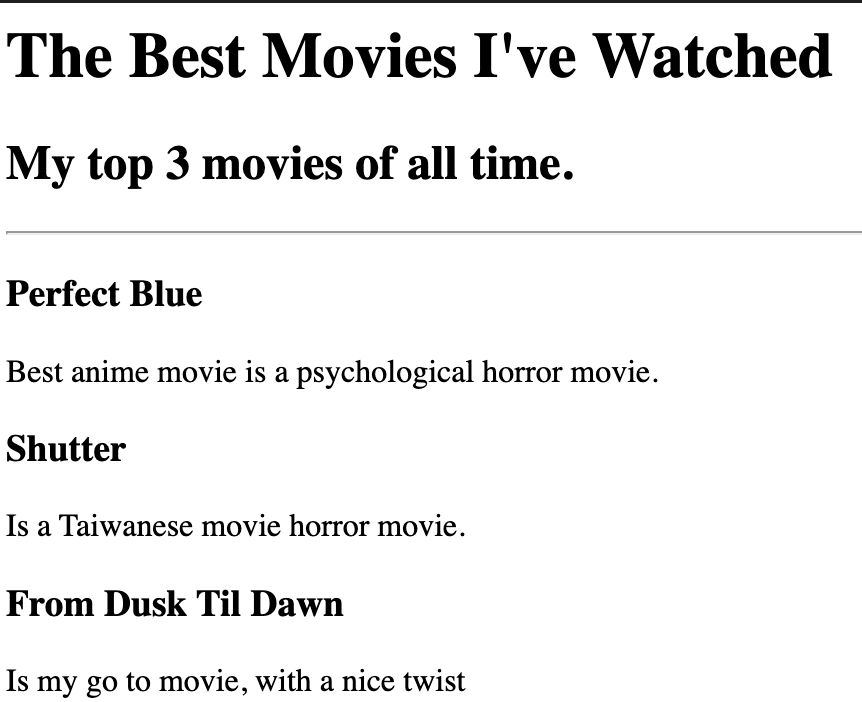 The Best Movies I've Watched
My top 3 movies of all time.
Perfect Blue
Best anime movie is a psychological horror movie.
Shutter
Is a Taiwanese movie horror movie.
From Dusk Til Dawn
Is my go to movie, with a nice twist